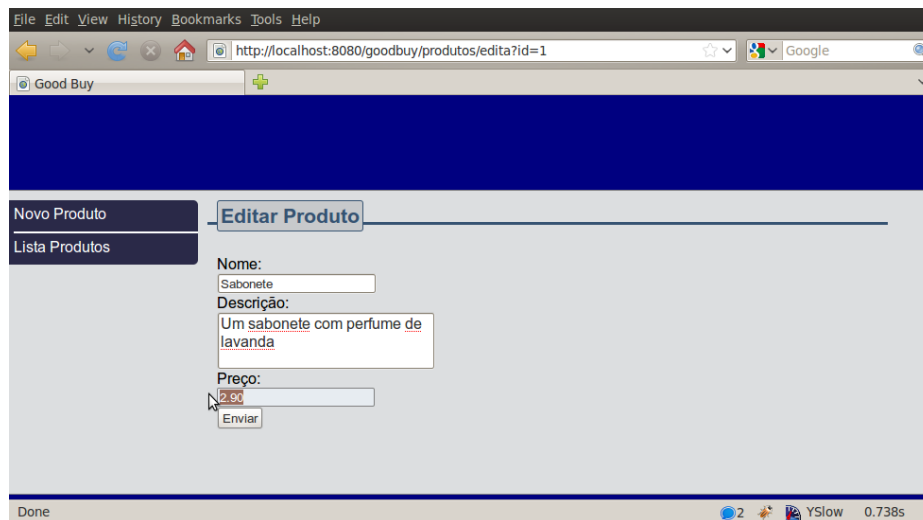 File Edit View History Bookmarks Tools Help
http://localhost:8080/goodbuy/produtos/edita?id=1
Google
Good Buy
Novo Produto
Editar Produto
Lista Produtos
Nome:
Sabonete
Descrição:
Um sabonete com perfume de
lavanda
Preço:
2.90
Enviar
Done
2
YSlow
0.738s